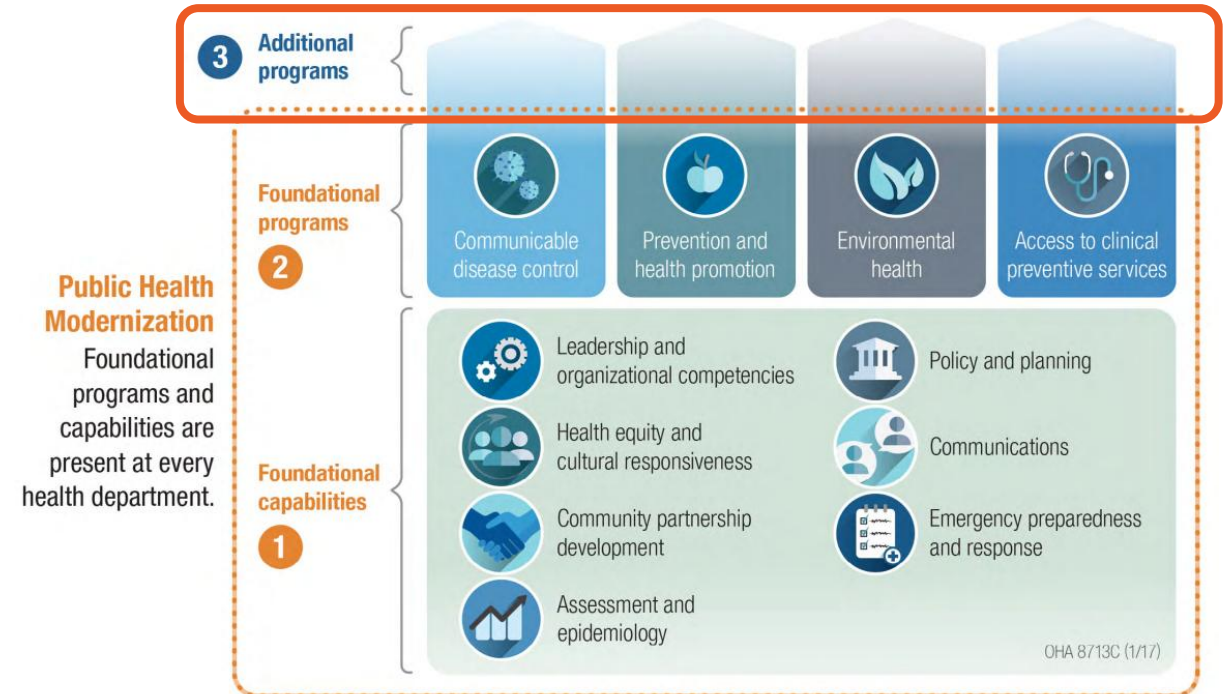 3
Additional
programs
Foundational
programs
2
Communicable
disease control
Prevention and
health promotion
Environmental
health
Access to clinical
preventive services
Public Health
Modernization
Foundational
programs and
capabilities are
present at every
health department.
Foundational
capabilities
1
Leadership and
organizational competencies
Health equity and
cultural responsiveness
Community partnership
development
Assessment and
epidemiology
Policy and planning
Communications
Emergency preparedness
and response
OHA 8713C (1/17)